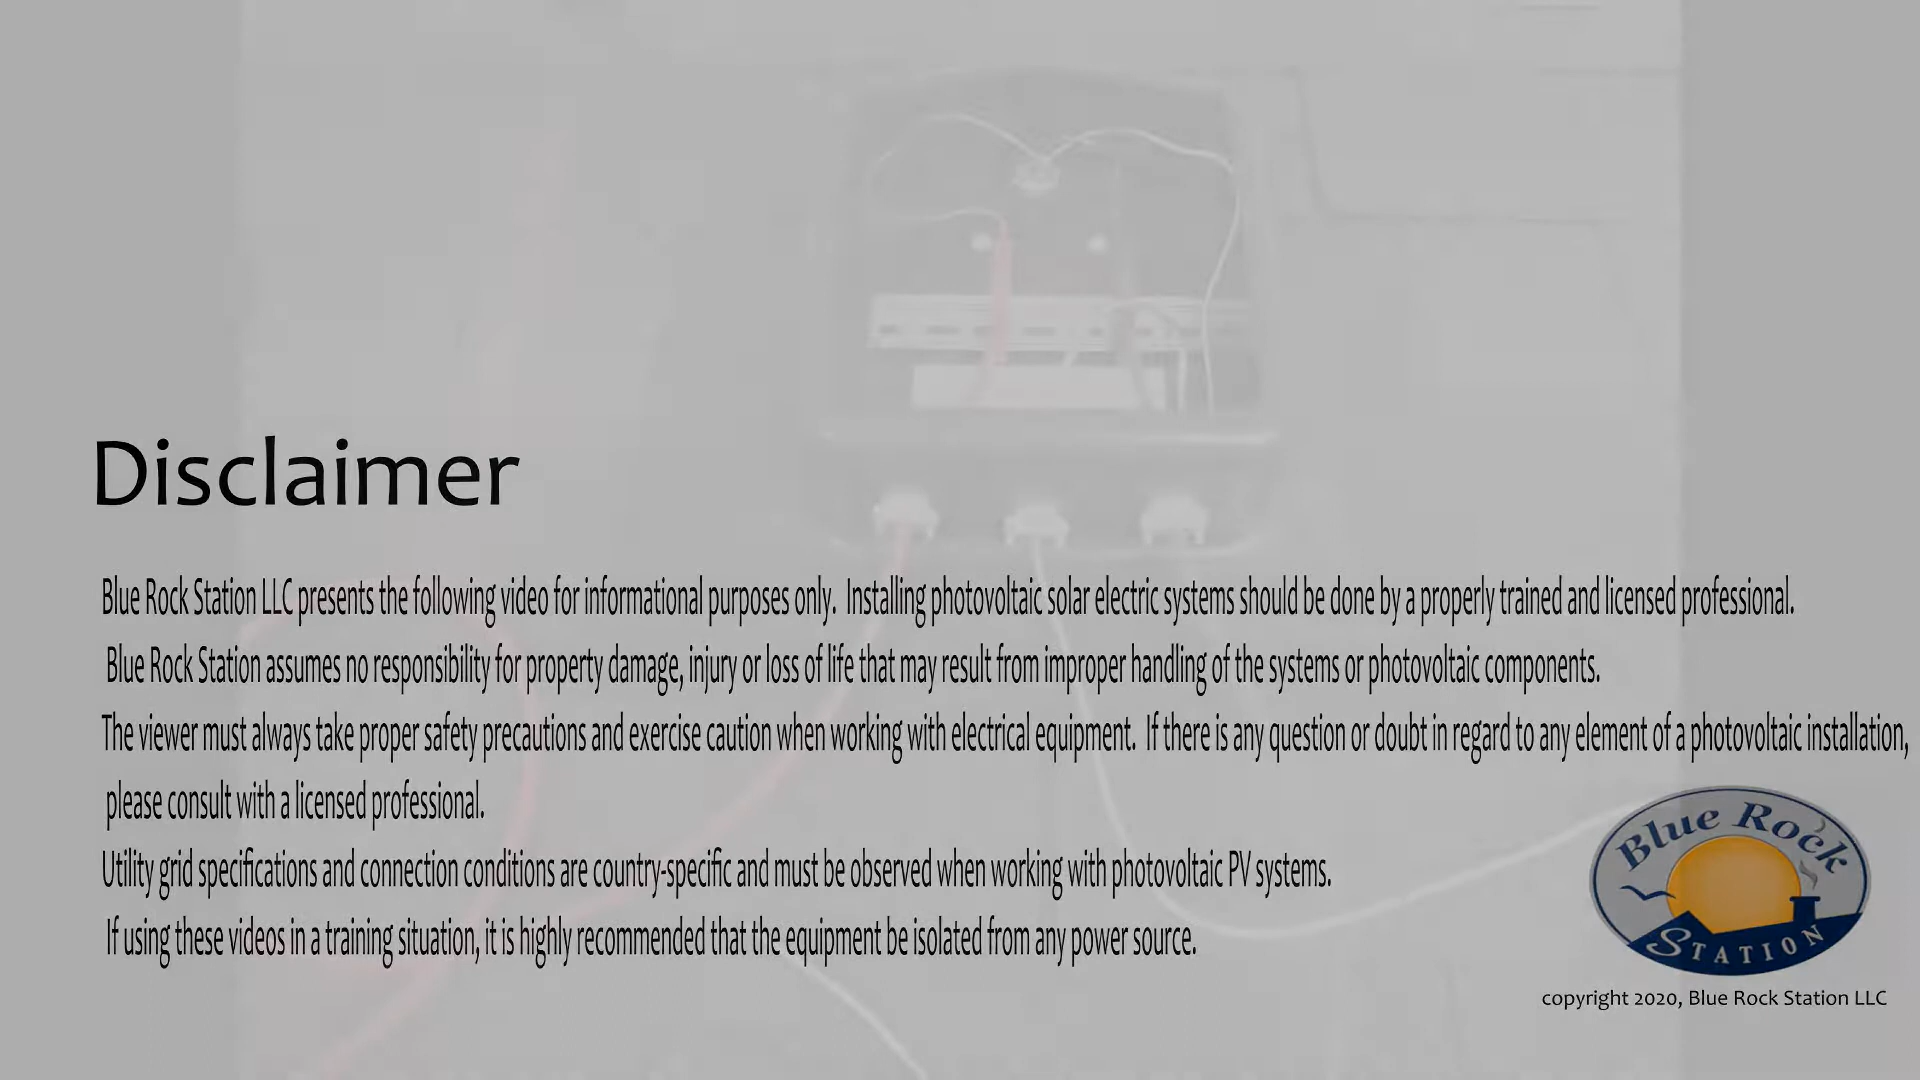 Disclaimer
Blue Rock Station LLC presents the following video for informational purposes only.  Installing photovoltaic solar electric systems should be done by a properly trained and licensed professional.
Blue Rock Station assumes no responsibility for property damage, injury or loss of life that may result from improper handling of the systems or photovoltaic components.
The viewer must always take proper safety precautions and exercise caution when working with electrical equipment.  If there is any question or doubt in regard to any element of a photovoltaic installation,
please consult with a licensed professional.
Utility grid specifications and connection conditions are country-specific and must be observed when working with photovoltaic PV systems.
If using these videos in a training situation, it is highly recommended that the equipment be isolated from any power source.
Blue Rock
STATION
copyright 2020, Blue Rock Station LLC